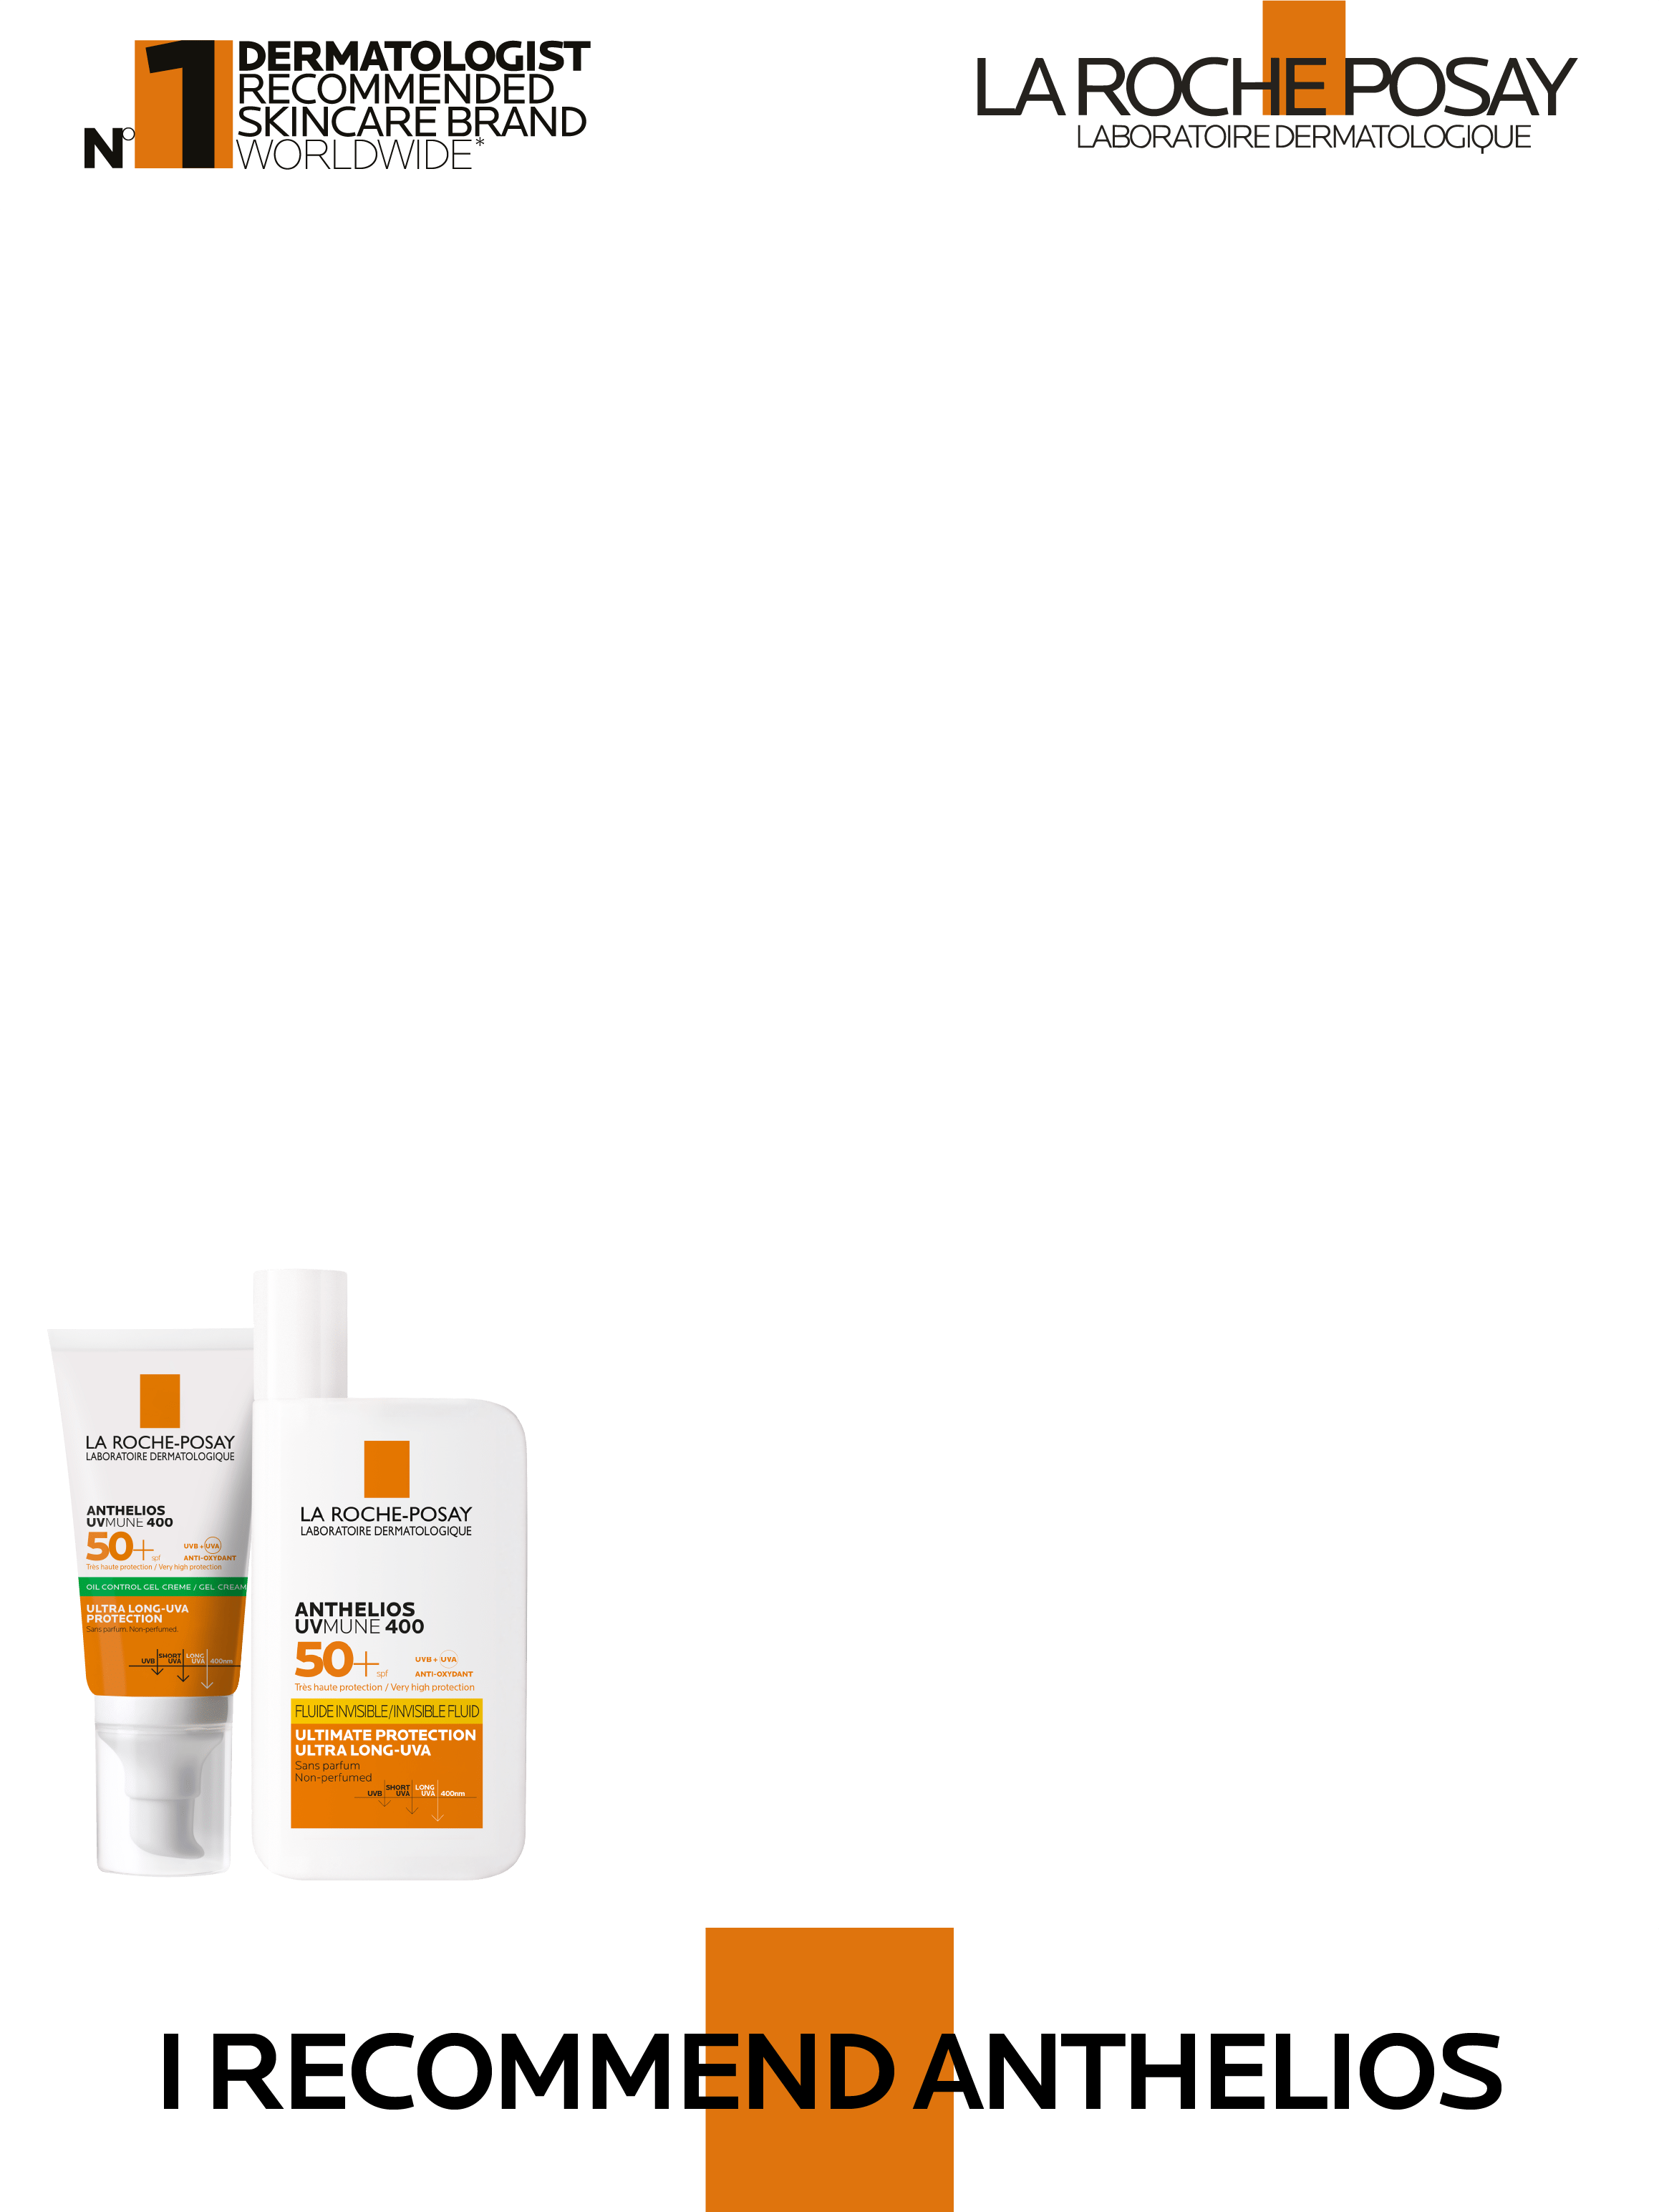 N°1 DERMATOLOGIST
RECOMMENDED
SKINCARE BRAND
WORLDWIDE*
LA ROCHE POSAY
LABORATOIRE DERMATOLOGIQUE
LA ROCHE-POSAY
LABORATOIRE DERMATOLOGIQUE
ANTHELIOS
UVMUNE 400
50+ spf
UVB + UVA
ANTI-OXYDANT
Très haute protection / Very high protection
OIL CONTROL GEL-CREME / GEL-CREAM
ULTRA LONG-UVA
PROTECTION
Sans parfum. Non-perfumed.
UVB SHORT UVA LONG UVA 400nm
LA ROCHE-POSAY
LABORATOIRE DERMATOLOGIQUE
ANTHELIOS
UVMUNE 400
50+ spf
UVB + UVA
ANTI-OXYDANT
Très haute protection / Very high protection
FLUIDE INVISIBLE/INVISIBLE FLUID
ULTIMATE PROTECTION
ULTRA LONG-UVA
Sans parfum
Non-perfumed
UVB SHORT UVA LONG UVA 400nm
I RECOMMEND ANTHELIOS